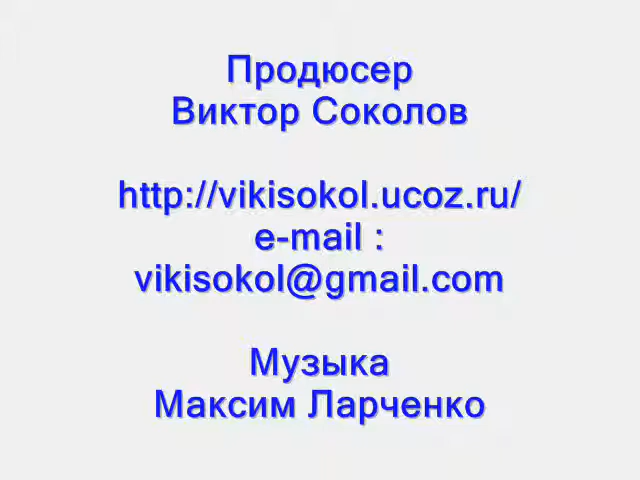 Продюсер
Виктор Соколов
http://vikisokol.ucoz.ru/
e-mail :
vikisokol@gmail.com
Музыка
Максим Ларченко